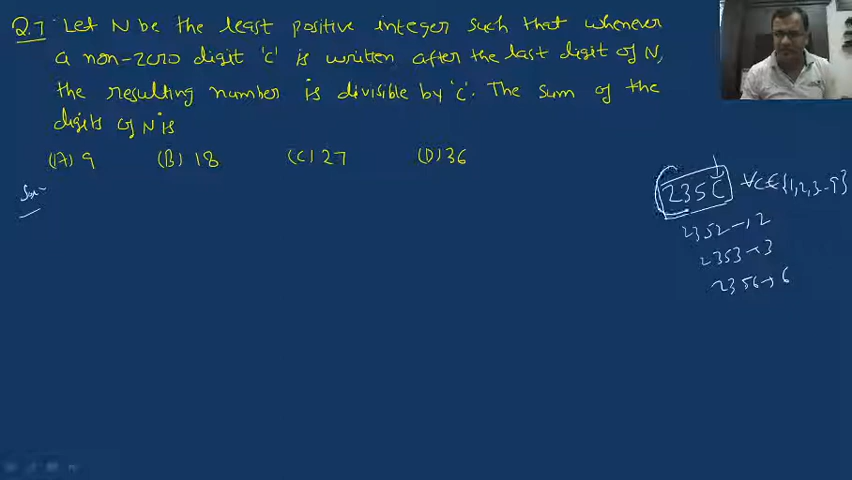 Q.7 Let N be the least positive integer such that whenever
a non-zero digit 'c' is written after the last digit of N,
the resulting number is divisible by 'c'. The sum of the
digits of N is
(A) 9 (B) 18 (C) 27 (D) 36
Sol-
235C ∀ C ∈ {1,2,3-9}
2352→2
2353→3
2356→6